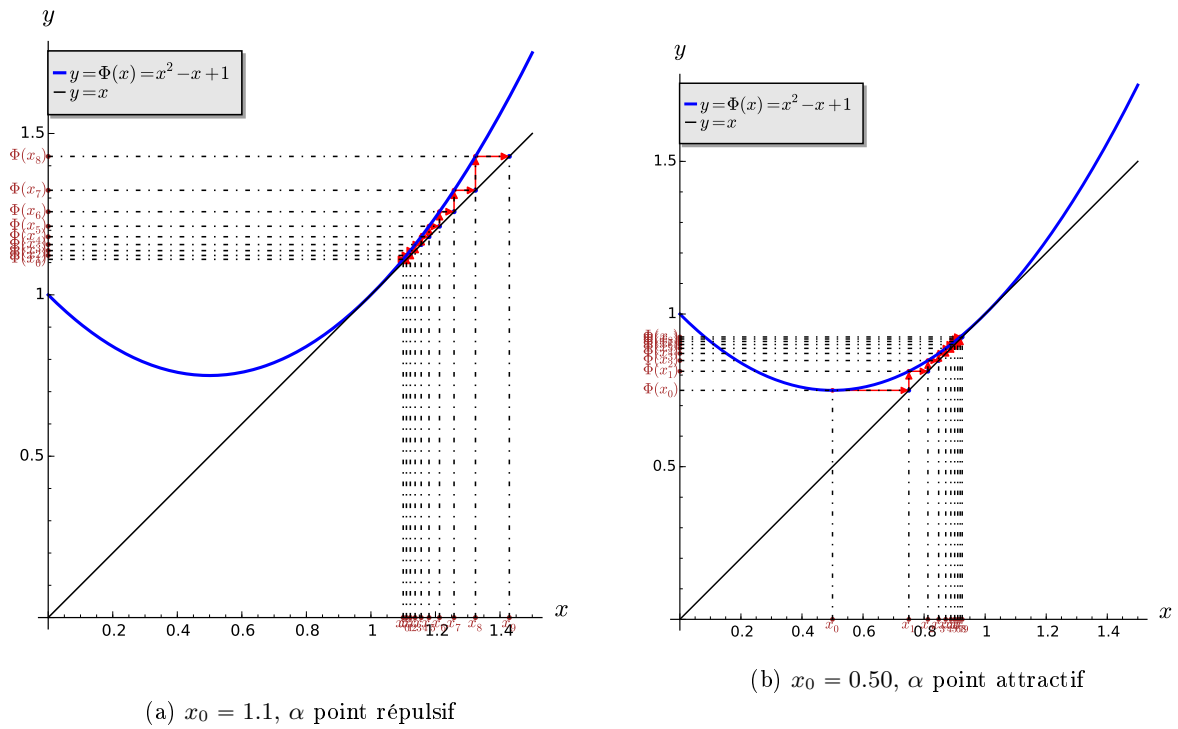 y
y=Φ(x)=x²−x+1
y=x
1.5
Φ(x₈)
Φ(x₇)
Φ(x₆)
Φ(x₅)
1
0.5
0.2
0.4
0.6
0.8
1
1.2
x₇
x₈
1.4
x
(a) x₀ = 1.1, α point répulsif
y
y=Φ(x)=x²−x+1
y=x
1.5
1
Φ(x₁)
Φ(x₀)
0.5
0.2
0.4
x₀
0.6
x₁
0.8
1
1.2
1.4
x
(b) x₀ = 0.50, α point attractif